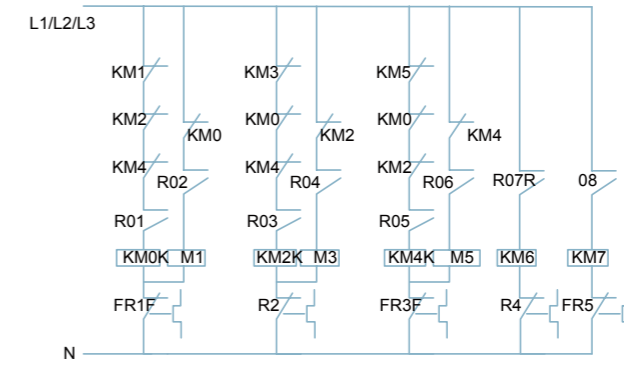 L1/L2/L3
KM1 KM3 KM5
KM2 KM0 KM0
KM0 KM2 KM4
KM4 KM4 KM2
R02 R04 R06 R07R 08
R01 R03 R05
KM0K M1 KM2K M3 KM4K M5 KM6 KM7
FR1F R2 FR3F R4 FR5
N